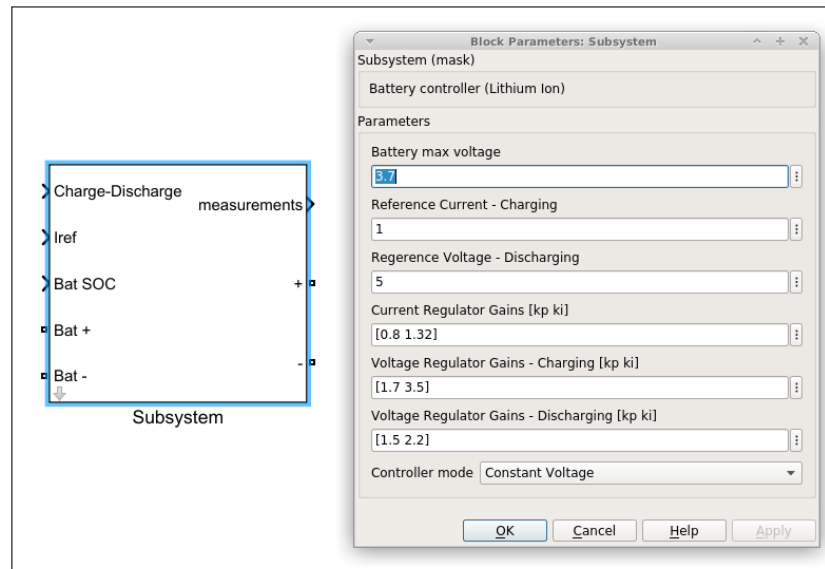 Block Parameters: Subsystem
Subsystem (mask)
Battery controller (Lithium Ion)
Parameters
Battery max voltage
3.7
Reference Current - Charging
1
Regerence Voltage - Discharging
5
Current Regulator Gains [kp ki]
[0.8 1.32]
Voltage Regulator Gains - Charging [kp ki]
[1.7 3.5]
Voltage Regulator Gains - Discharging [kp ki]
[1.5 2.2]
Controller mode Constant Voltage
OK Cancel Help Apply
Charge-Discharge
measurements
Iref
Bat SOC +
Bat +
-
Bat -
Subsystem